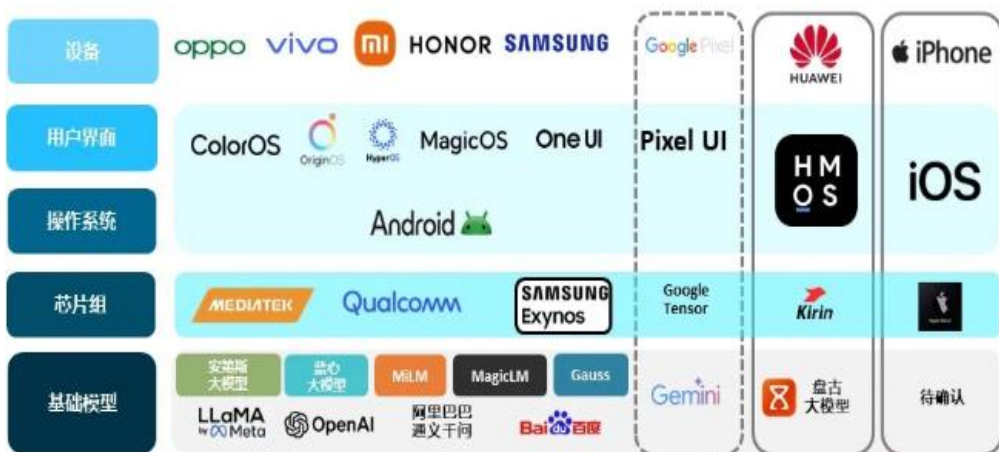 设备
oppo vivo mi HONOR SAMSUNG Google Pixel HUAWEI iPhone
用户界面
ColorOS OriginOS HyperOS MagicOS One UI Pixel UI
HM
OS
iOS
操作系统
Android
芯片组
MEDIATEK Qualcomm SAMSUNG
Exynos
Google
Tensor
Kirin
基础模型
安第斯
大模型
蓝心
大模型
MiLM MagicLM Gauss
LLaMA
by Meta
OpenAI
阿里巴巴
通义千问
Bai百度
Gemini
盘古
大模型
待确认